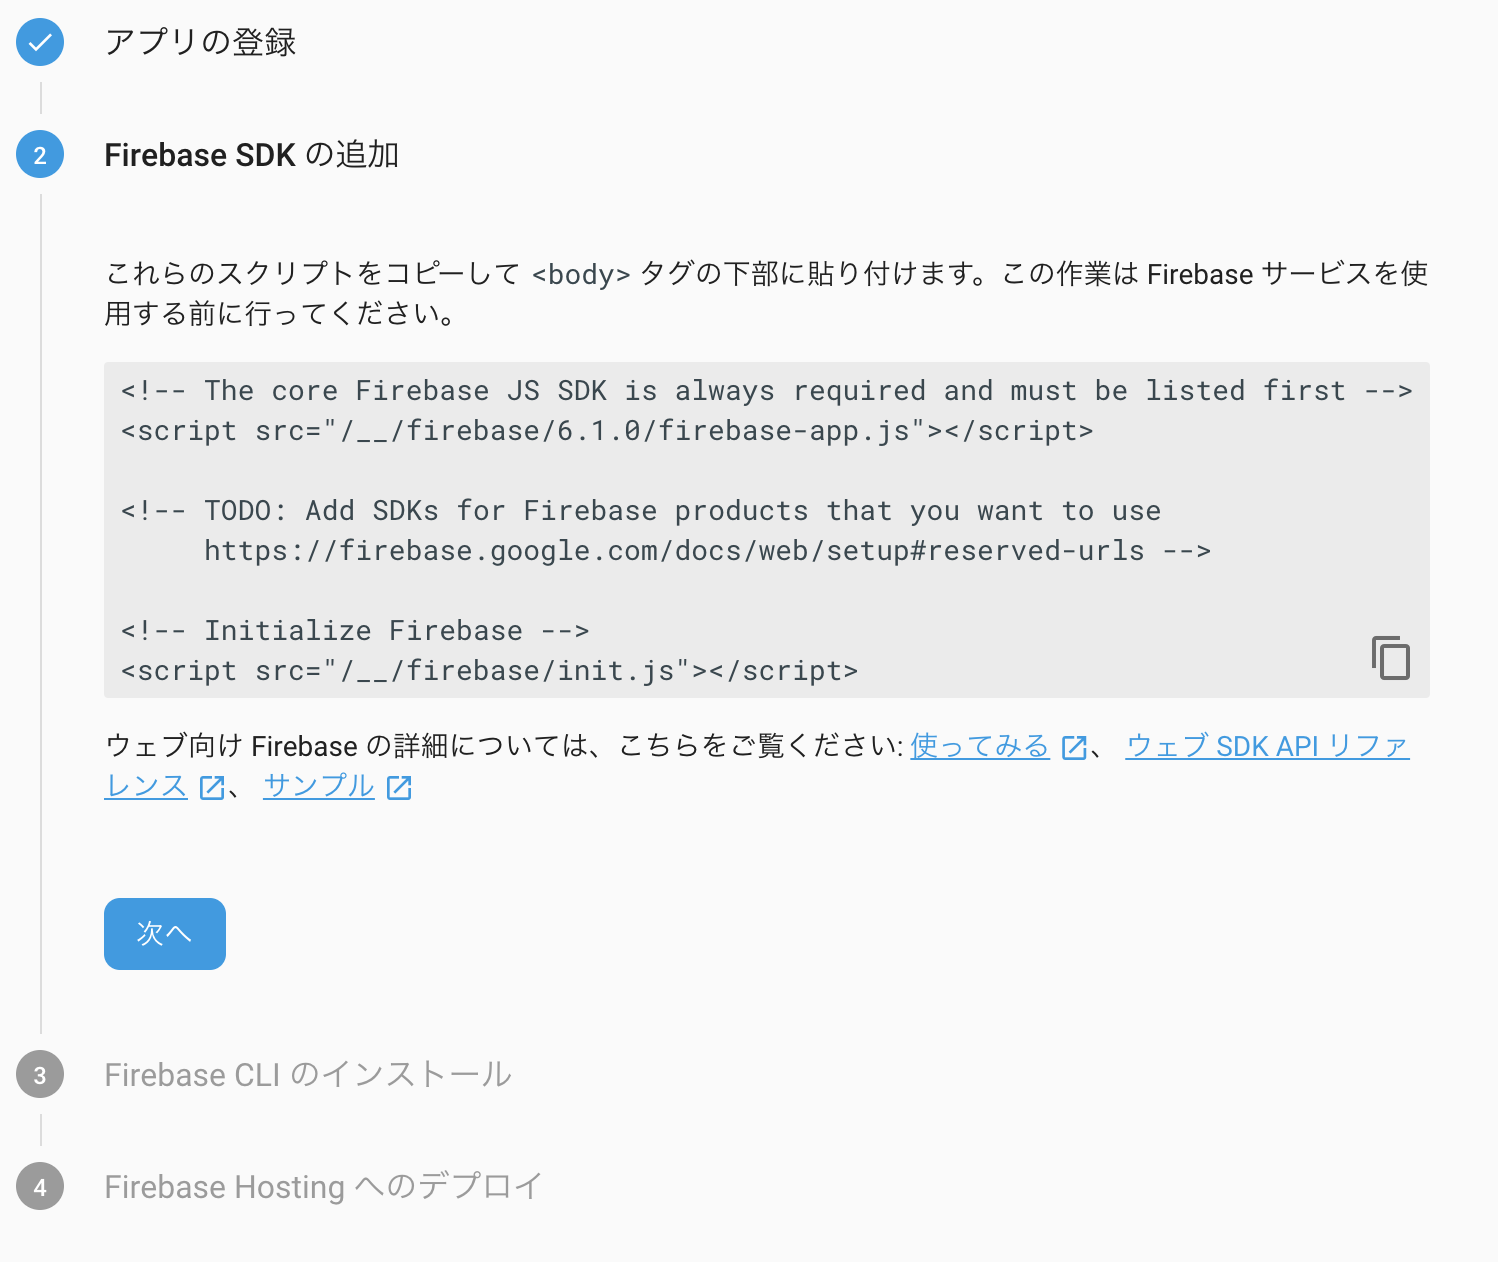 アプリの登録
2
Firebase SDK の追加
これらのスクリプトをコピーして <body> タグの下部に貼り付けます。この作業は Firebase サービスを使
用する前に行ってください。
<!-- The core Firebase JS SDK is always required and must be listed first -->
<script src="/__/firebase/6.1.0/firebase-app.js"></script>
<!-- TODO: Add SDKs for Firebase products that you want to use
     https://firebase.google.com/docs/web/setup#reserved-urls -->
<!-- Initialize Firebase -->
<script src="/__/firebase/init.js"></script>
ウェブ向け Firebase の詳細については、こちらをご覧ください: 使ってみる 、 ウェブ SDK API リファ
レンス 、 サンプル
次へ
3
Firebase CLI のインストール
4
Firebase Hosting へのデプロイ